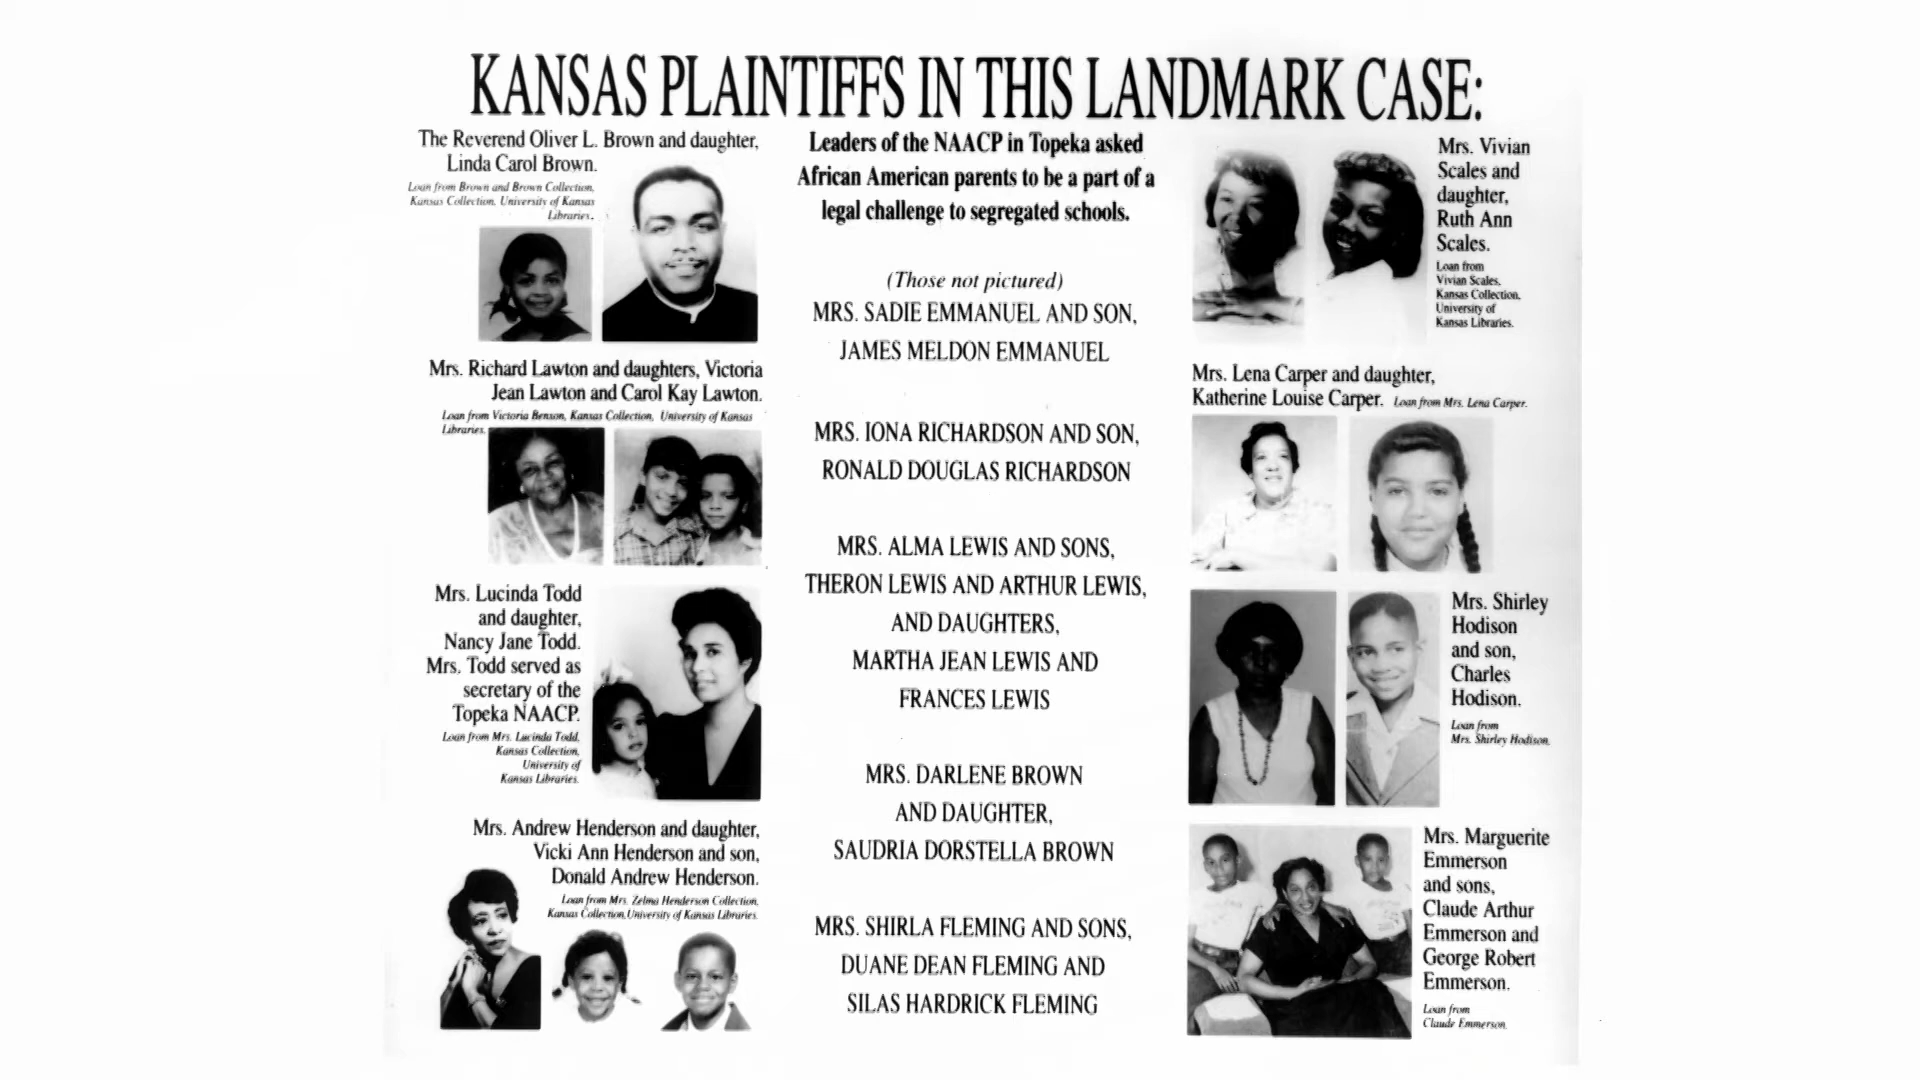 KANSAS PLAINTIFFS IN THIS LANDMARK CASE:
The Reverend Oliver L. Brown and daughter,
Linda Carol Brown.
Loan from Brown and Brown Collection,
Kansas Collection, University of Kansas
Libraries.
Mrs. Richard Lawton and daughters, Victoria
Jean Lawton and Carol Kay Lawton.
Loan from Victoria Benson, Kansas Collection, University of Kansas
Libraries.
Mrs. Lucinda Todd
and daughter,
Nancy Jane Todd.
Mrs. Todd served as
secretary of the
Topeka NAACP.
Loan from Mrs. Lucinda Todd,
Kansas Collection,
University of
Kansas Libraries.
Mrs. Andrew Henderson and daughter,
Vicki Ann Henderson and son,
Donald Andrew Henderson.
Loan from Mrs. Zelma Henderson Collection,
Kansas Collection, University of Kansas Libraries.
Leaders of the NAACP in Topeka asked
African American parents to be a part of a
legal challenge to segregated schools.
(Those not pictured)
MRS. SADIE EMMANUEL AND SON,
JAMES MELDON EMMANUEL
MRS. IONA RICHARDSON AND SON,
RONALD DOUGLAS RICHARDSON
MRS. ALMA LEWIS AND SONS,
THERON LEWIS AND ARTHUR LEWIS,
AND DAUGHTERS,
MARTHA JEAN LEWIS AND
FRANCES LEWIS
MRS. DARLENE BROWN
AND DAUGHTER,
SAUDRIA DORSTELLA BROWN
MRS. SHIRLA FLEMING AND SONS,
DUANE DEAN FLEMING AND
SILAS HARDRICK FLEMING
Mrs. Vivian
Scales and
daughter,
Ruth Ann
Scales.
Loan from
Vivian Scales,
Kansas Collection,
University of
Kansas Libraries.
Mrs. Lena Carper and daughter,
Katherine Louise Carper. Loan from Mrs. Lena Carper.
Mrs. Shirley
Hodison
and son,
Charles
Hodison.
Loan from
Mrs. Shirley Hodison.
Mrs. Marguerite
Emmerson
and sons,
Claude Arthur
Emmerson and
George Robert
Emmerson.
Loan from
Claude Emmerson.